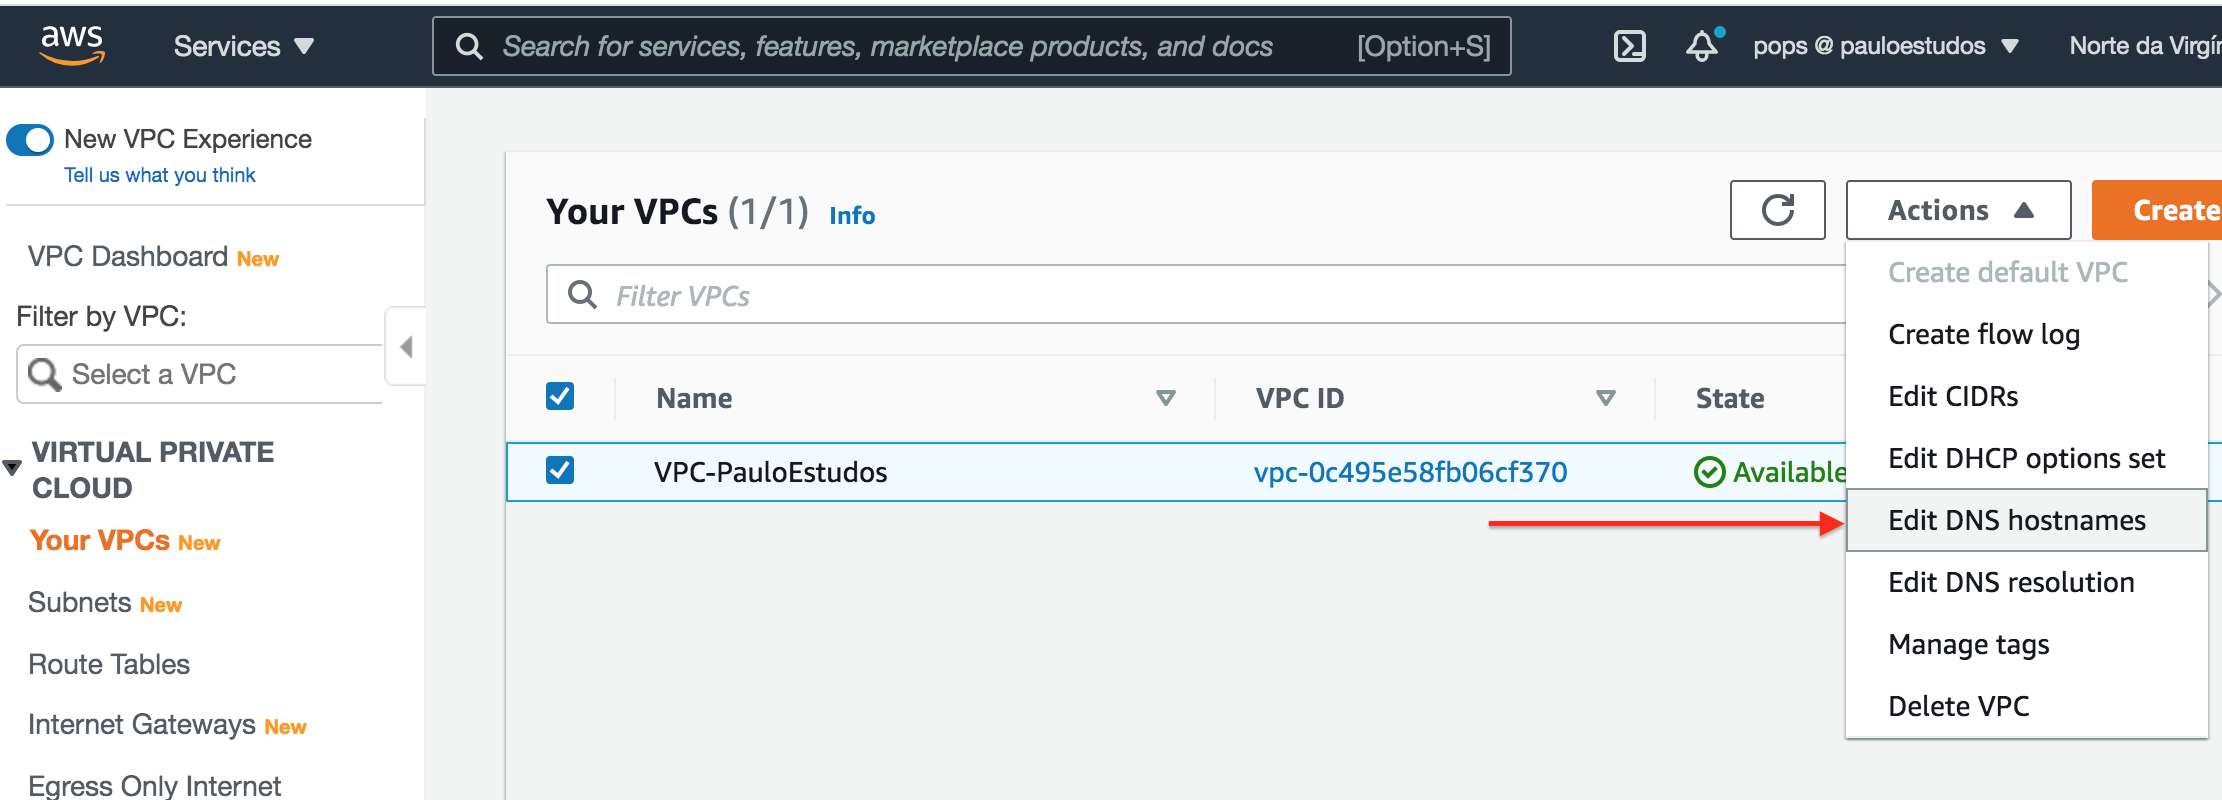 aws
Services
Search for services, features, marketplace products, and docs
[Option+S]
pops @ pauloestudos
Norte da Virgín
New VPC Experience
Tell us what you think
VPC Dashboard New
Filter by VPC:
Select a VPC
VIRTUAL PRIVATE
CLOUD
Your VPCs New
Subnets New
Route Tables
Internet Gateways New
Egress Only Internet
Your VPCs (1/1) Info
Actions
Create
Filter VPCs
Name
VPC ID
State
VPC-PauloEstudos
vpc-0c495e58fb06cf370
Available
Create default VPC
Create flow log
Edit CIDRs
Edit DHCP options set
Edit DNS hostnames
Edit DNS resolution
Manage tags
Delete VPC